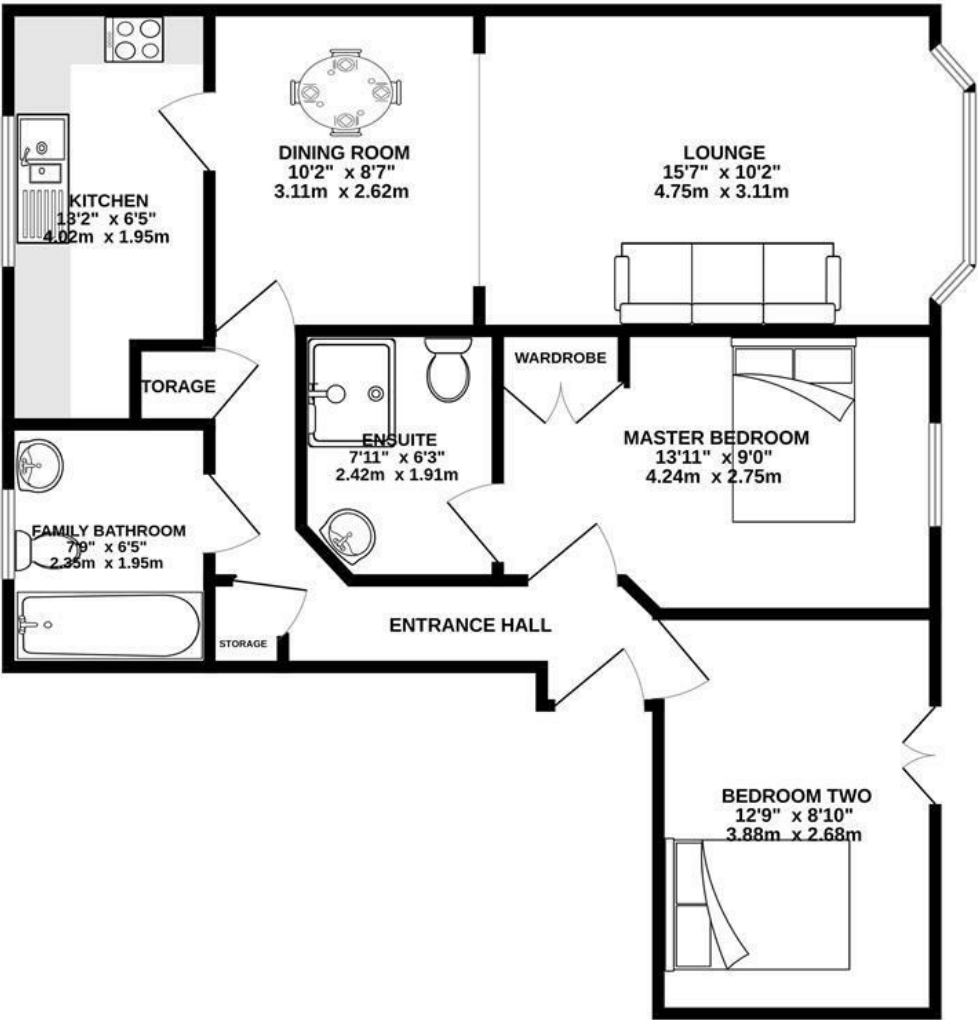 DINING ROOM
10'2" x 8'7"
3.11m x 2.62m
LOUNGE
15'7" x 10'2"
4.75m x 3.11m
KITCHEN
13'2" x 6'5"
4.02m x 1.95m
WARDROBE
TORAGE
ENSUITE
7'11" x 6'3"
2.42m x 1.91m
MASTER BEDROOM
13'11" x 9'0"
4.24m x 2.75m
FAMILY BATHROOM
7'9" x 6'5"
2.35m x 1.95m
ENTRANCE HALL
STORAGE
BEDROOM TWO
12'9" x 8'10"
3.88m x 2.68m